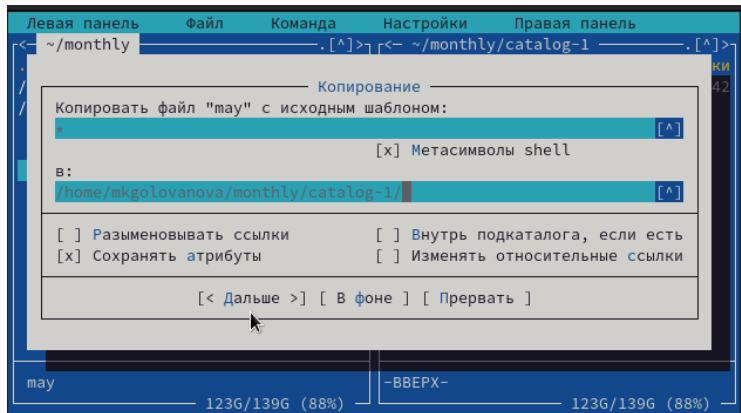 Левая панель Файл Команда Настройки Правая панель
<— ~/monthly .[^]> <— ~/monthly/catalog-1 .[^]>
Копирование
Копировать файл "may" с исходным шаблоном:
* [^]
[x] Метасимволы shell
в:
/home/mkgolovanova/monthly/catalog-1/ [^]
[ ] Разыменовывать ссылки [ ] Внутрь подкаталога, если есть
[x] Сохранять атрибуты [ ] Изменять относительные ссылки
[< Дальше >] [ В фоне ] [ Прервать ]
may -ВВЕРХ-
123G/139G (88%) 123G/139G (88%)